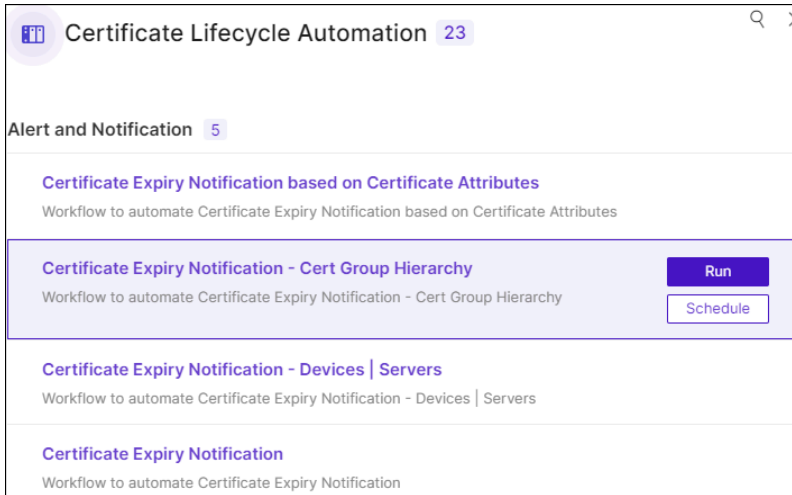 Certificate Lifecycle Automation 23
Alert and Notification 5
Certificate Expiry Notification based on Certificate Attributes
Workflow to automate Certificate Expiry Notification based on Certificate Attributes
Certificate Expiry Notification - Cert Group Hierarchy
Run
Workflow to automate Certificate Expiry Notification - Cert Group Hierarchy
Schedule
Certificate Expiry Notification - Devices | Servers
Workflow to automate Certificate Expiry Notification - Devices | Servers
Certificate Expiry Notification
Workflow to automate Certificate Expiry Notification